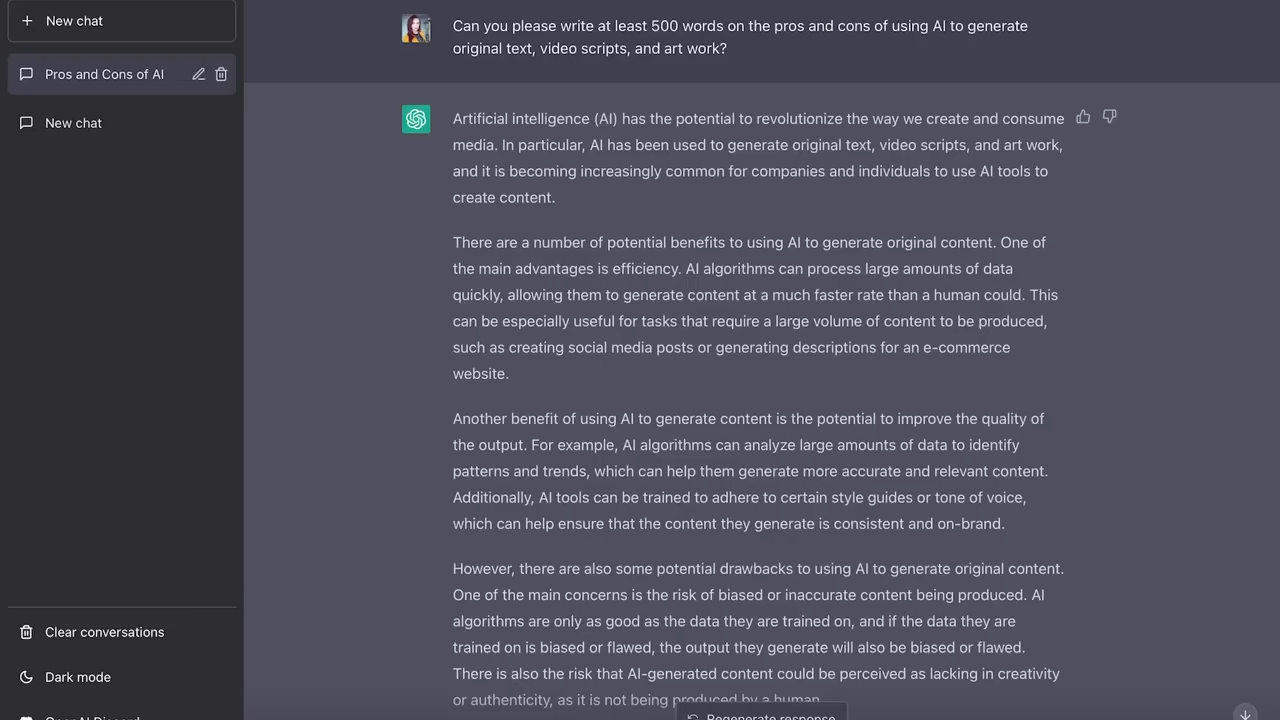 New chat
Pros and Cons of AI
New chat
Clear conversations
Dark mode
OpenAI Discord
Can you please write at least 500 words on the pros and cons of using AI to generate
original text, video scripts, and art work?
Artificial intelligence (AI) has the potential to revolutionize the way we create and consume
media. In particular, AI has been used to generate original text, video scripts, and art work,
and it is becoming increasingly common for companies and individuals to use AI tools to
create content.
There are a number of potential benefits to using AI to generate original content. One of
the main advantages is efficiency. AI algorithms can process large amounts of data
quickly, allowing them to generate content at a much faster rate than a human could. This
can be especially useful for tasks that require a large volume of content to be produced,
such as creating social media posts or generating descriptions for an e-commerce
website.
Another benefit of using AI to generate content is the potential to improve the quality of
the output. For example, AI algorithms can analyze large amounts of data to identify
patterns and trends, which can help them generate more accurate and relevant content.
Additionally, AI tools can be trained to adhere to certain style guides or tone of voice,
which can help ensure that the content they generate is consistent and on-brand.
However, there are also some potential drawbacks to using AI to generate original content.
One of the main concerns is the risk of biased or inaccurate content being produced. AI
algorithms are only as good as the data they are trained on, and if the data they are
trained on is biased or flawed, the output they generate will also be biased or flawed.
There is also the risk that AI-generated content could be perceived as lacking in creativity
or authenticity, as it is not being produced by a human.
Regenerate response